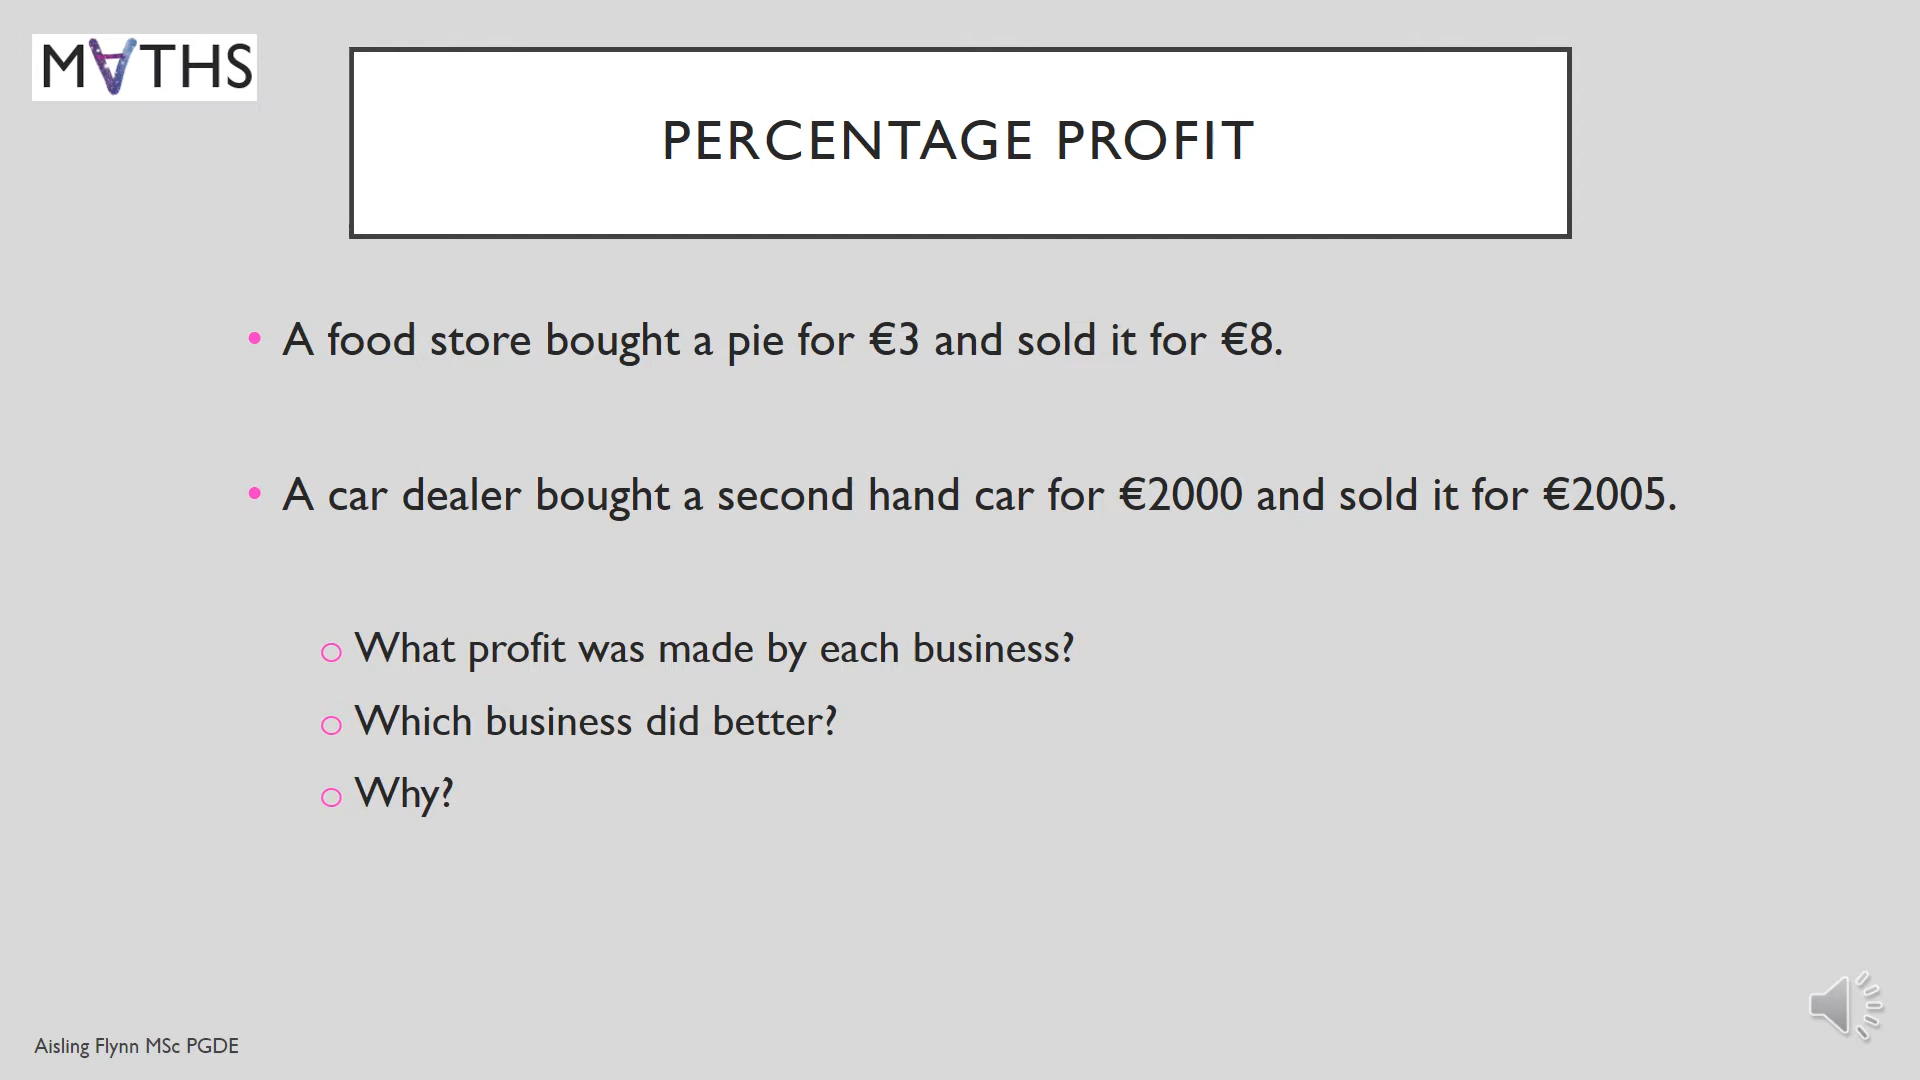 M∀THS
PERCENTAGE PROFIT
• A food store bought a pie for €3 and sold it for €8.
• A car dealer bought a second hand car for €2000 and sold it for €2005.
o What profit was made by each business?
o Which business did better?
o Why?
Aisling Flynn MSc PGDE